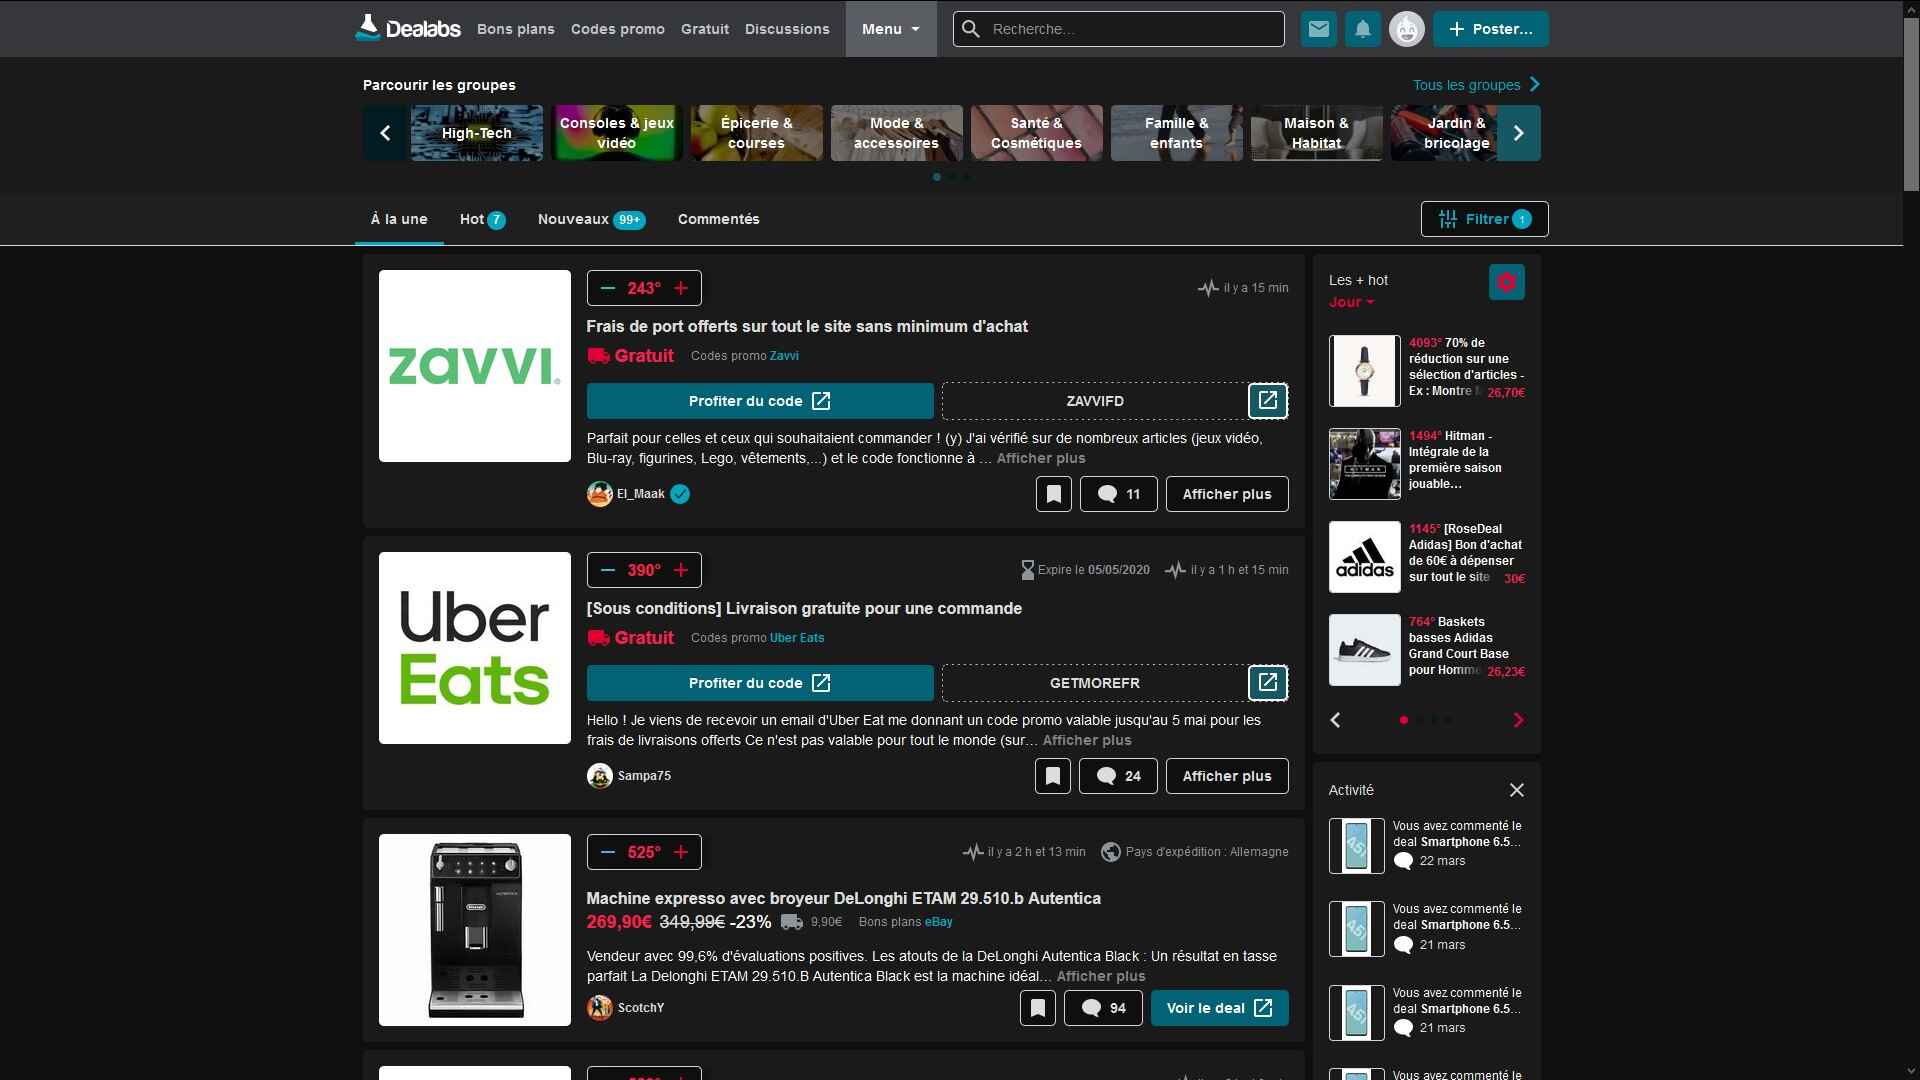 Dealabs
Bons plans
Codes promo
Gratuit
Discussions
Menu
Recherche...
Poster...
Parcourir les groupes
Tous les groupes
High-Tech
Consoles & jeux
vidéo
Épicerie &
courses
Mode &
accessoires
Santé &
Cosmétiques
Famille &
enfants
Maison &
Habitat
Jardin &
bricolage
À la une
Hot 7
Nouveaux 99+
Commentés
Filtrer 1
zavvi.
243°
il y a 15 min
Frais de port offerts sur tout le site sans minimum d'achat
Gratuit
Codes promo Zavvi
Profiter du code
ZAVVIFD
Parfait pour celles et ceux qui souhaitaient commander ! (y) J'ai vérifié sur de nombreux articles (jeux vidéo,
Blu-ray, figurines, Lego, vêtements,...) et le code fonctionne à ... Afficher plus
El_Maak
11
Afficher plus
Uber
Eats
390°
Expire le 05/05/2020
il y a 1 h et 15 min
[Sous conditions] Livraison gratuite pour une commande
Gratuit
Codes promo Uber Eats
Profiter du code
GETMOREFR
Hello ! Je viens de recevoir un email d'Uber Eat me donnant un code promo valable jusqu'au 5 mai pour les
frais de livraisons offerts Ce n'est pas valable pour tout le monde (sur... Afficher plus
Sampa75
24
Afficher plus
525°
il y a 2 h et 13 min
Pays d'expédition : Allemagne
Machine expresso avec broyeur DeLonghi ETAM 29.510.b Autentica
269,90€ 349,99€ -23%
9,90€
Bons plans eBay
Vendeur avec 99,6% d'évaluations positives. Les atouts de la DeLonghi Autentica Black : Un résultat en tasse
parfait La Delonghi ETAM 29.510.B Autentica Black est la machine idéal... Afficher plus
ScotchY
94
Voir le deal
Les + hot
Jour
4093° 70% de
réduction sur une
sélection d'articles -
Ex : Montre
26,70€
HITMAN
1494° Hitman -
Intégrale de la
première saison
jouable...
adidas
1145° [RoseDeal
Adidas] Bon d'achat
de 60€ à dépenser
sur tout le site
30€
764° Baskets
basses Adidas
Grand Court Base
pour Homme
26,23€
Activité
Vous avez commenté le
deal Smartphone 6.5...
22 mars
Vous avez commenté le
deal Smartphone 6.5...
21 mars
Vous avez commenté le
deal Smartphone 6.5...
21 mars
Vous avez commenté le